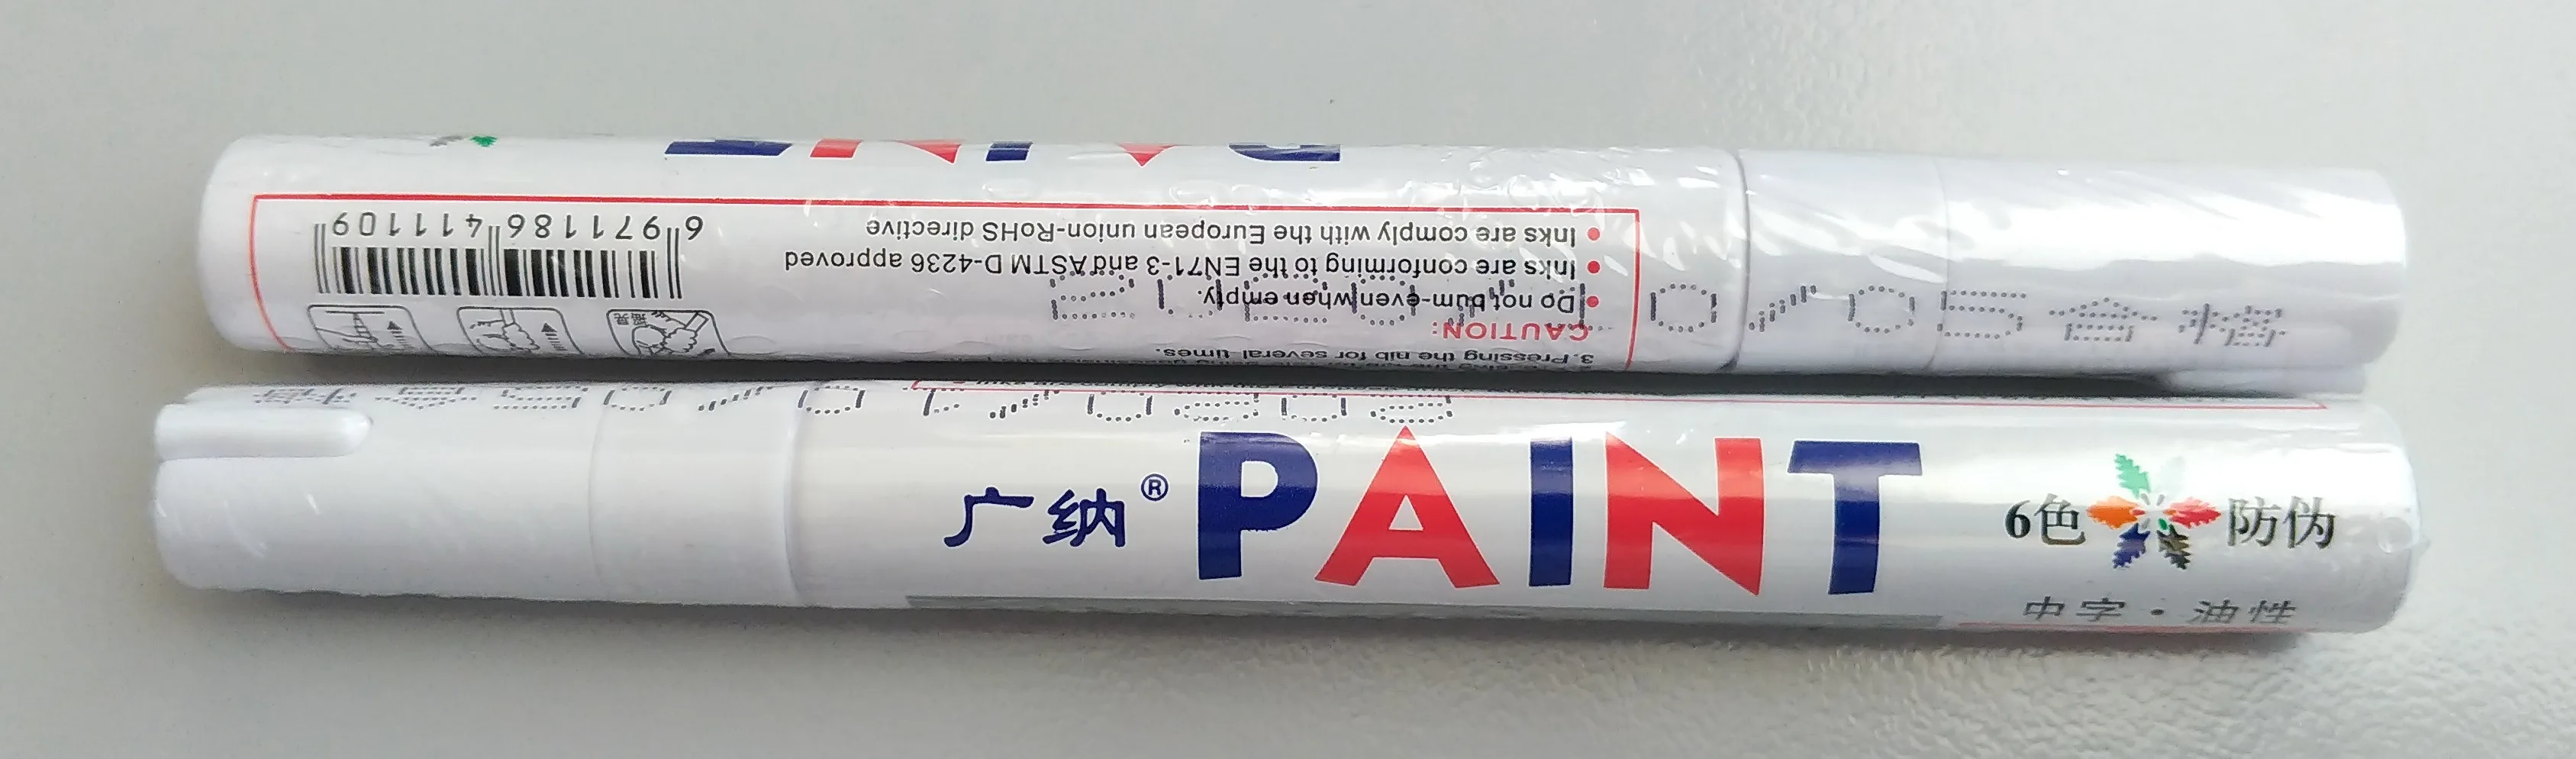 3.Pressing the nib for several times.
CAUTION:
Do not burn-even when empty.
Inks are conforming to the EN71-3 and ASTM D-4236 approved
Inks are comply with the European union-RoHS directive
6 971186 411109
广纳® PAINT
6色 防伪
中字·油性